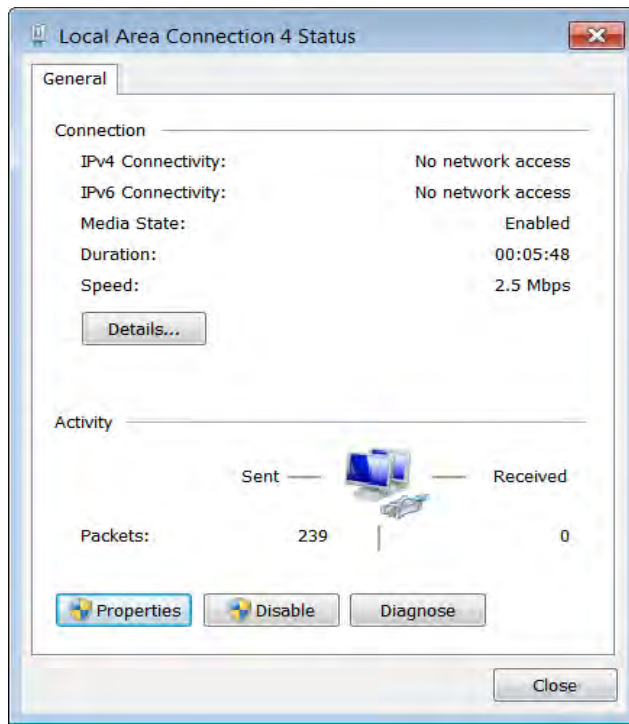 Local Area Connection 4 Status
General
Connection
IPv4 Connectivity: No network access
IPv6 Connectivity: No network access
Media State: Enabled
Duration: 00:05:48
Speed: 2.5 Mbps
Details...
Activity
Sent Received
Packets: 239 0
Properties Disable Diagnose
Close